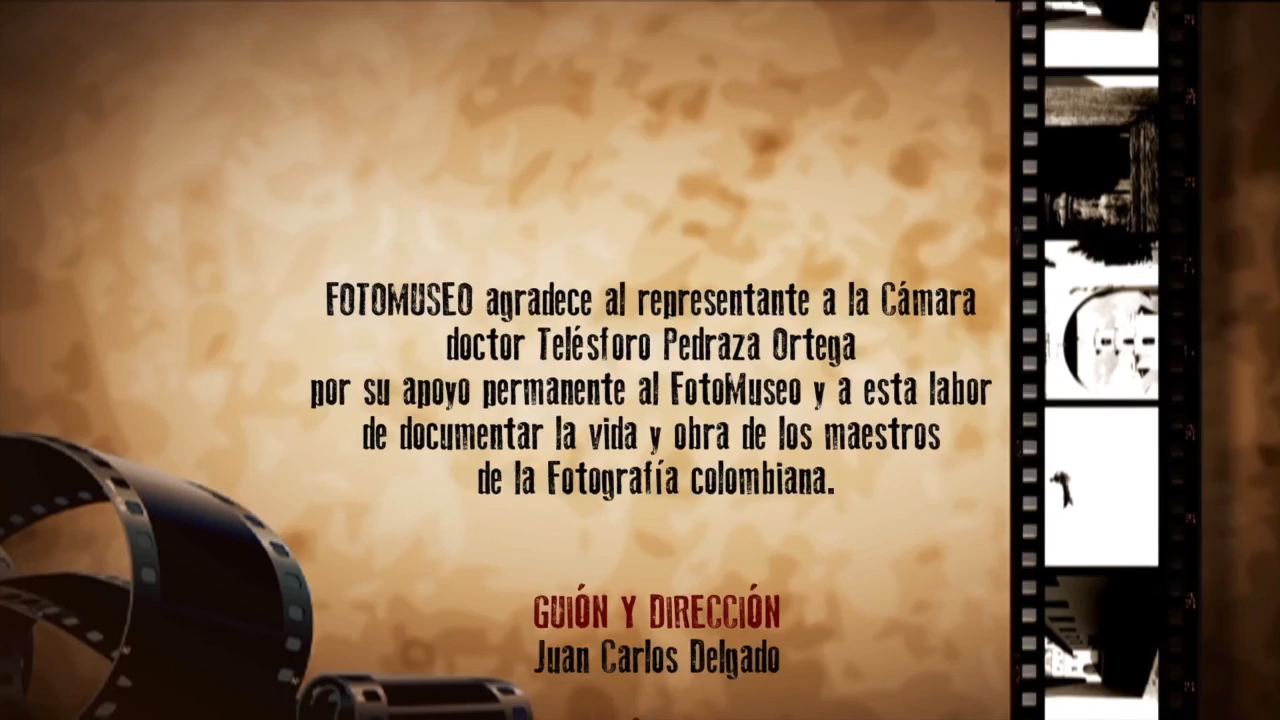 FOTOMUSEO agradece al representante a la Cámara
doctor Telésforo Pedraza Ortega
por su apoyo permanente al FotoMuseo y a esta labor
de documentar la vida y obra de los maestros
de la Fotografía colombiana.
GUIÓN Y DIRECCIÓN
Juan Carlos Delgado